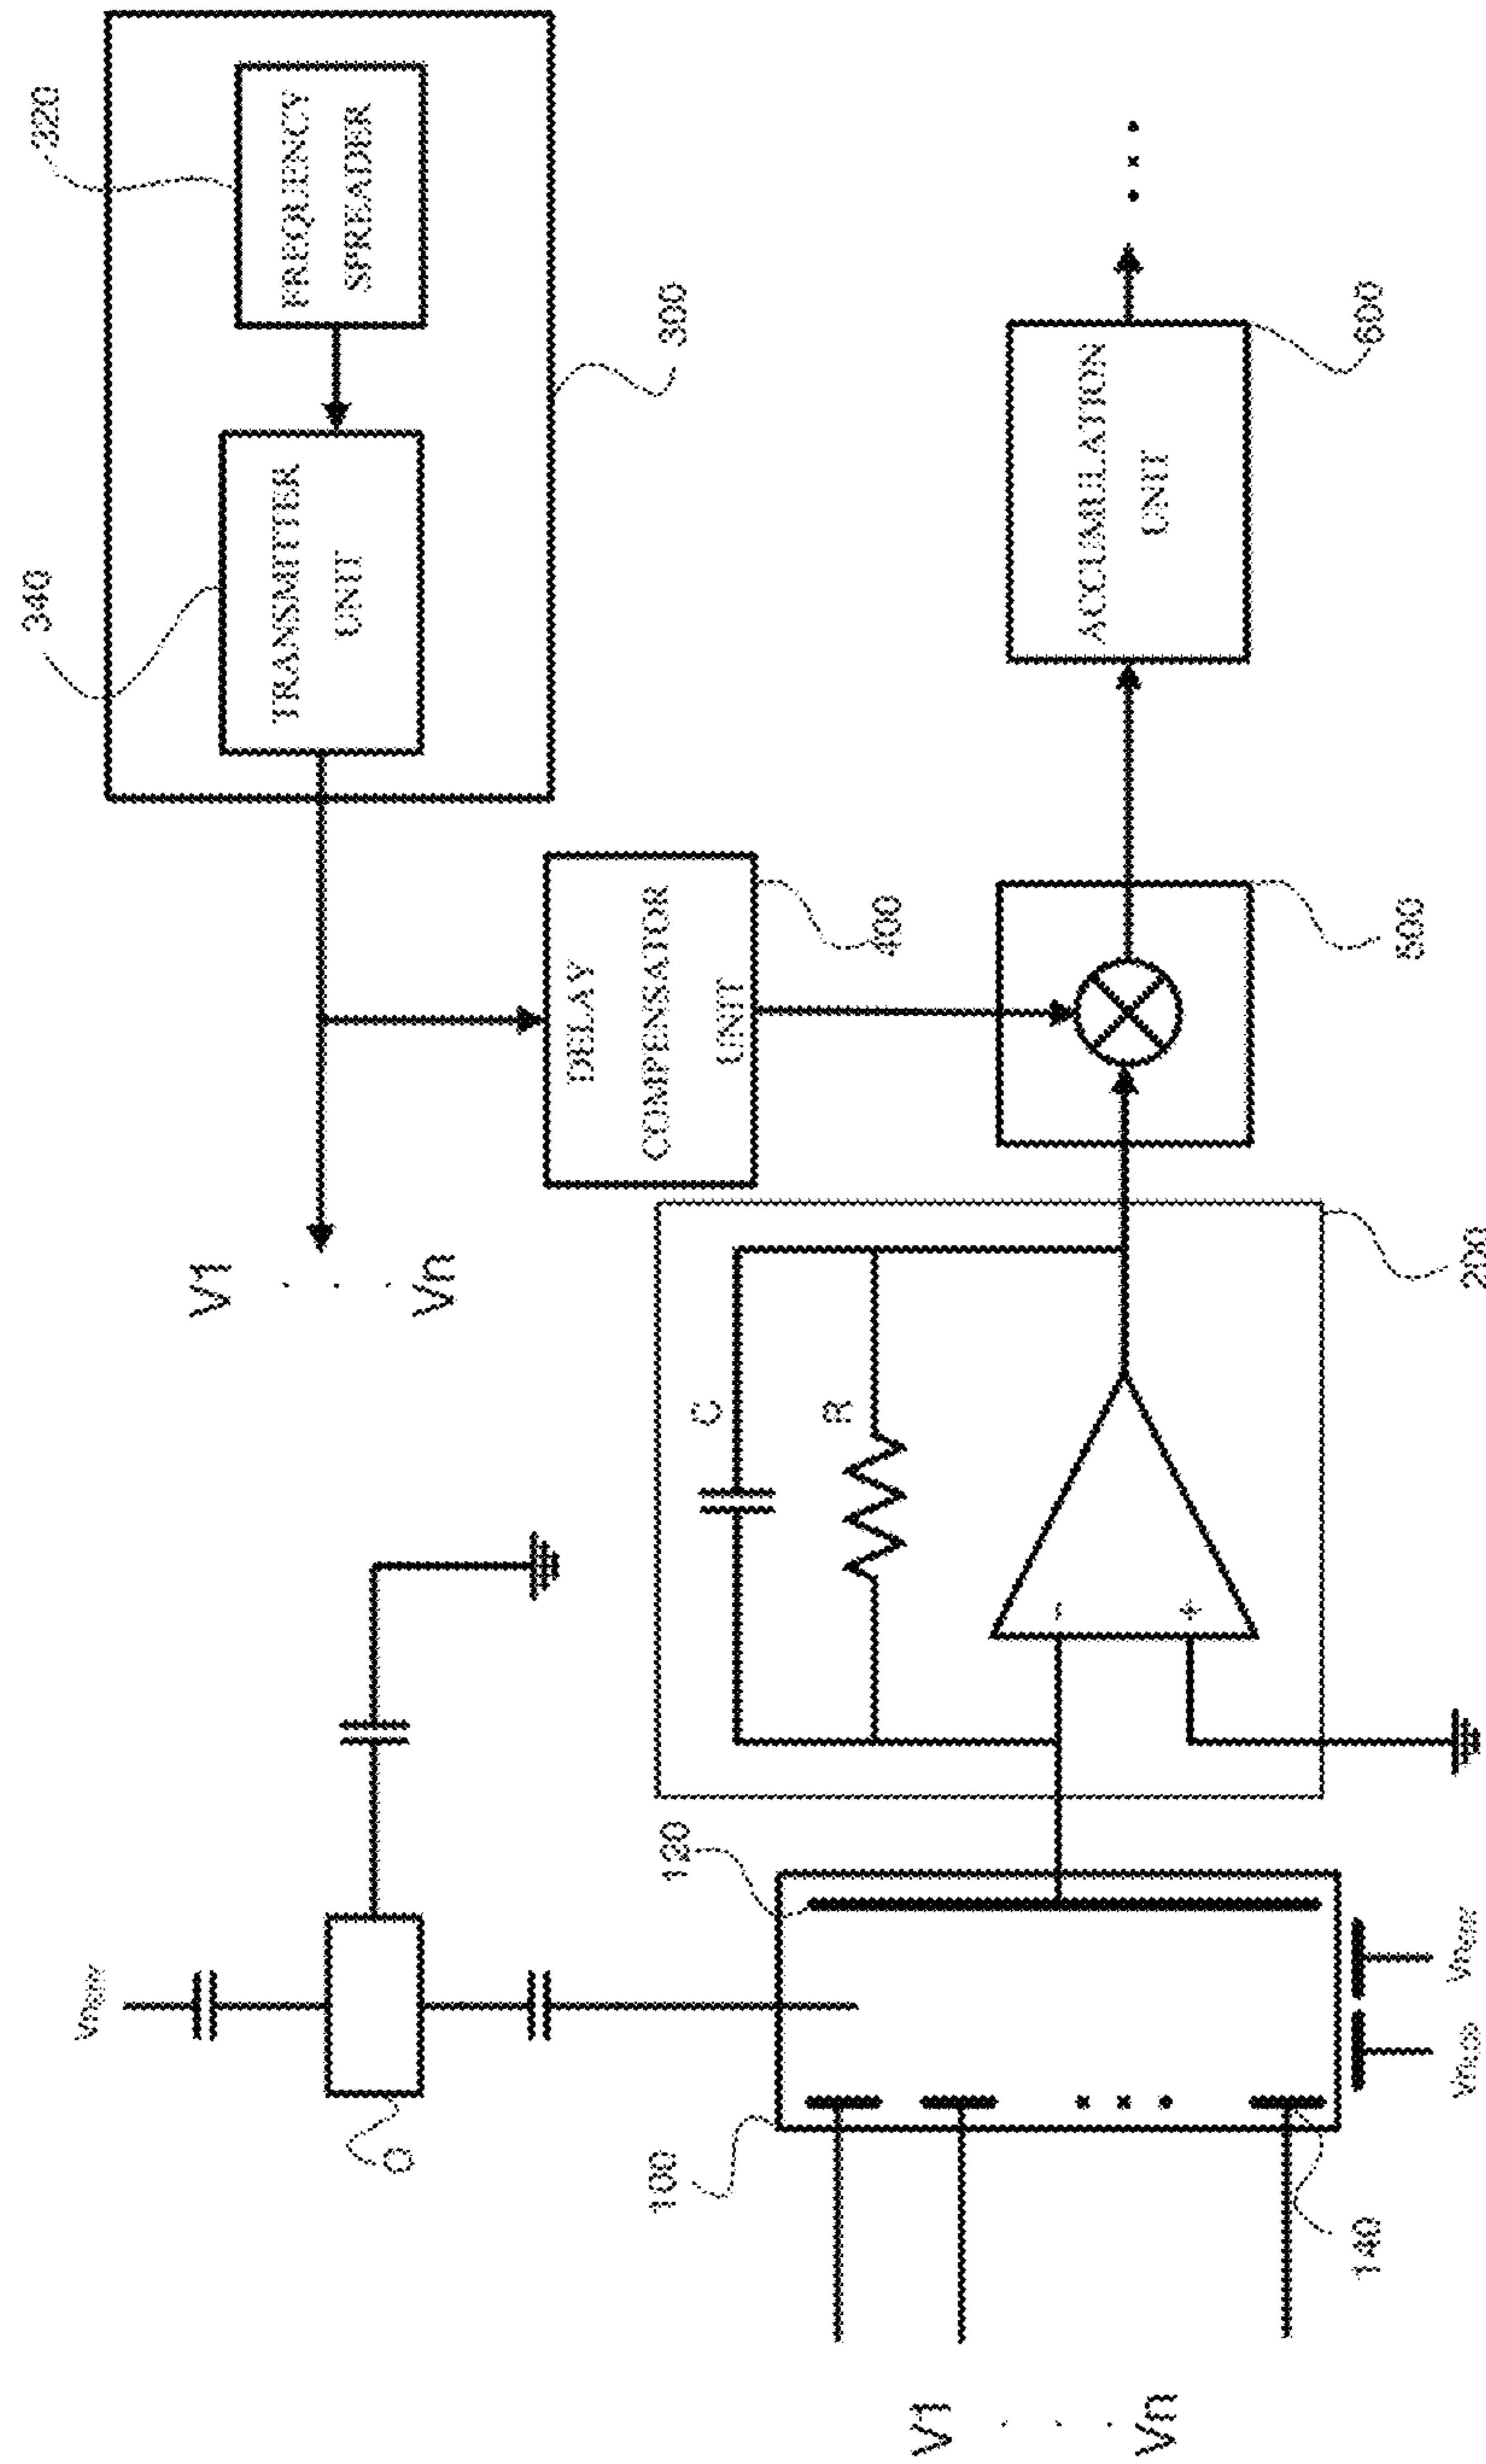 340
320
V1
Vn
TRANSMITTER
UNIT
FREQUENCY
SPREADER
O
300
100
120
DELAY
COMPENSATOR
UNIT
400
C
R
-
+
V1
Vn
ACCUMULATION
UNIT
600
500
140
200